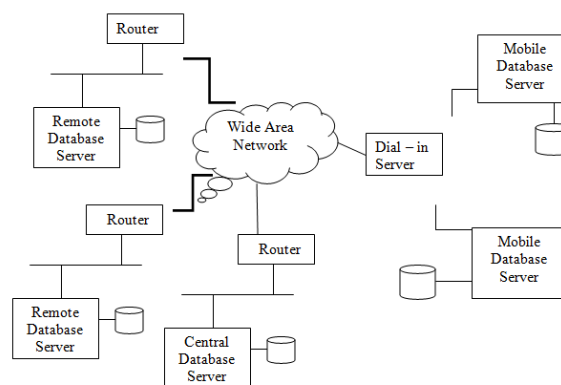 Router
Remote
Database
Server
Wide Area
Network
Dial – in
Server
Mobile
Database
Server
Router
Remote
Database
Server
Router
Central
Database
Server
Mobile
Database
Server